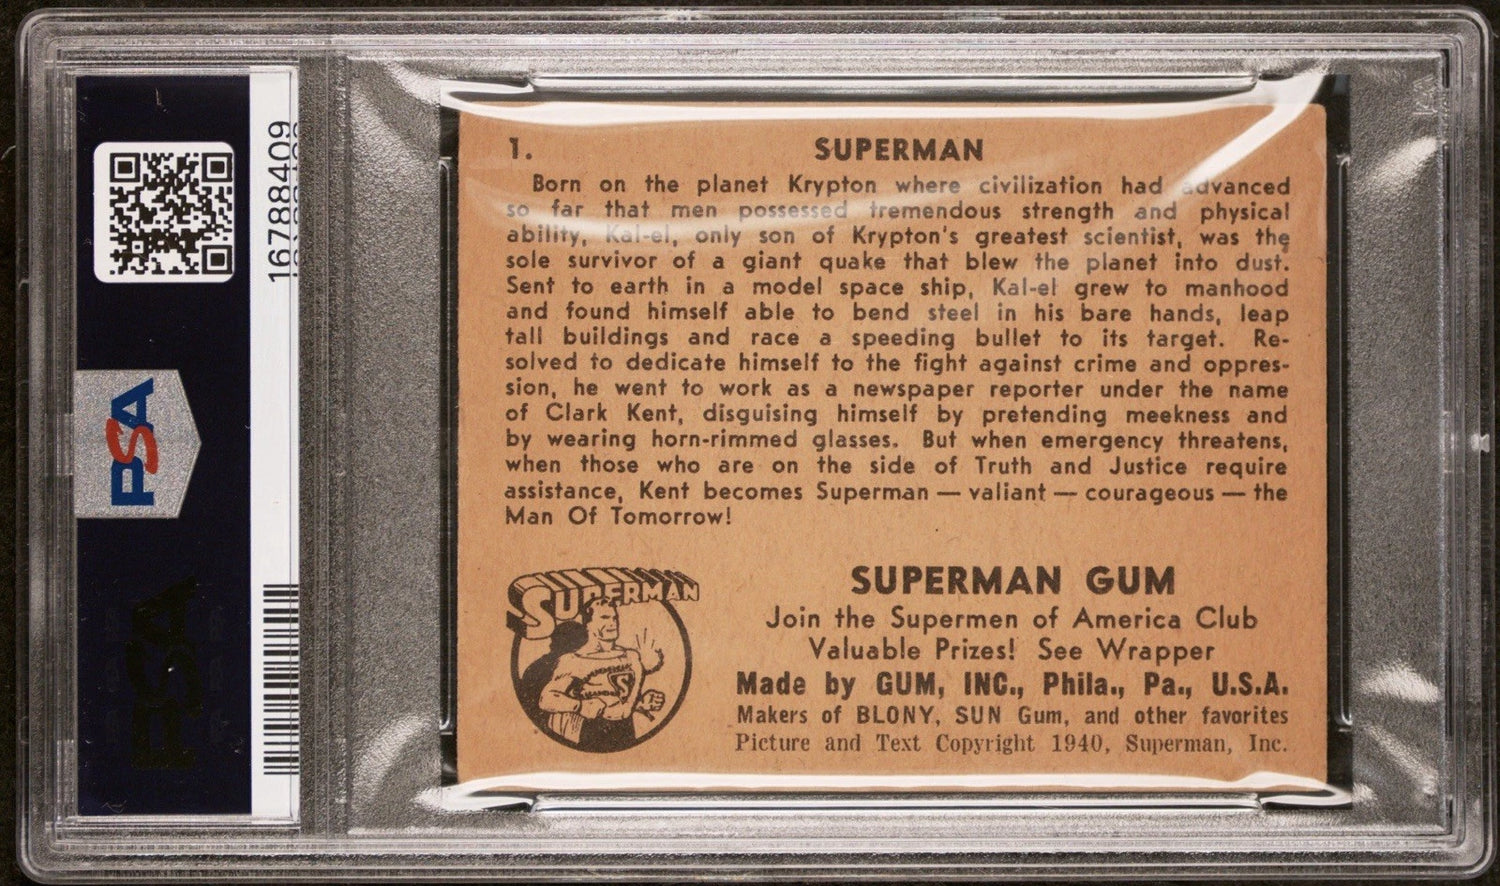 PSA
16788409
1.
SUPERMAN
Born on the planet Krypton where civilization had advanced
so far that men possessed tremendous strength and physical
ability, Kal-el, only son of Krypton's greatest scientist, was the
sole survivor of a giant quake that blew the planet into dust.
Sent to earth in a model space ship, Kal-el grew to manhood
and found himself able to bend steel in his bare hands, leap
tall buildings and race a speeding bullet to its target. Re-
solved to dedicate himself to the fight against crime and oppres-
sion, he went to work as a newspaper reporter under the name
of Clark Kent, disguising himself by pretending meekness and
by wearing horn-rimmed glasses. But when emergency threatens,
when those who are on the side of Truth and Justice require
assistance, Kent becomes Superman — valiant — courageous — the
Man Of Tomorrow!
SUPERMAN
S
SUPERMAN GUM
Join the Supermen of America Club
Valuable Prizes! See Wrapper
Made by GUM, INC., Phila., Pa., U.S.A.
Makers of BLONY, SUN Gum, and other favorites
Picture and Text Copyright 1940, Superman, Inc.
PSA